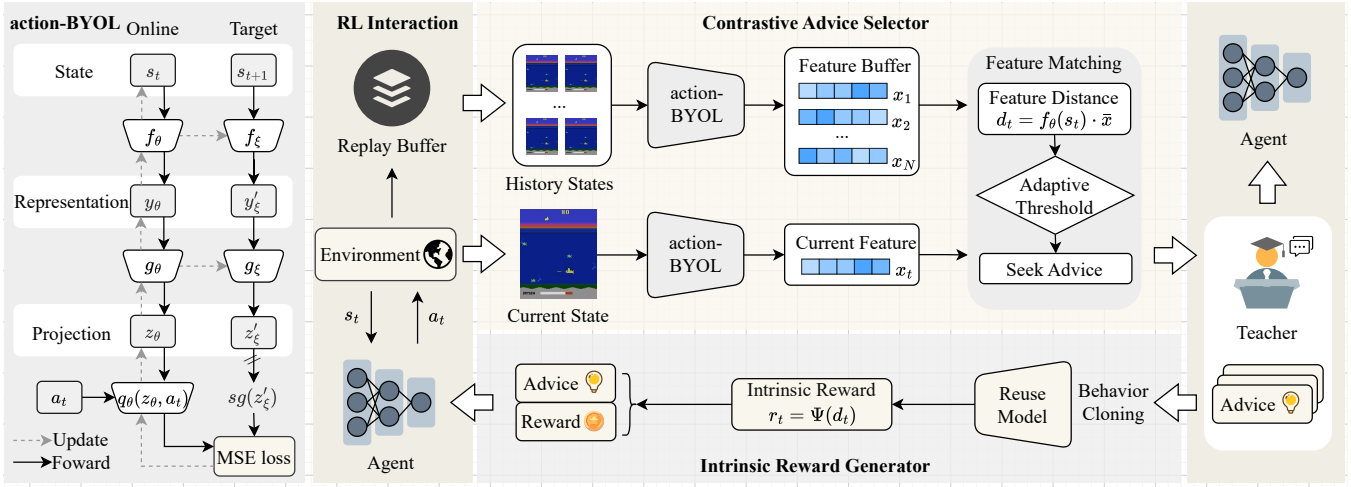 action-BYOL
Online
Target
State
s_t
s_{t+1}
f_θ
f_ξ
Representation
y_θ
y'_ξ
g_θ
g_ξ
Projection
z_θ
z'_ξ
a_t
q_θ(z_θ, a_t)
sg(z'_ξ)
Update
Foward
MSE loss
RL Interaction
Replay Buffer
Environment
s_t
a_t
Agent
Contrastive Advice Selector
...
History States
action-
BYOL
Feature Buffer
x_1
x_2
...
x_N
Feature Matching
Feature Distance
d_t = f_θ(s_t) · x̄
Adaptive
Threshold
Seek Advice
80
Current State
action-
BYOL
Current Feature
x_t
Agent
Teacher
Advice
Behavior
Cloning
Reuse
Model
Intrinsic Reward
r_t = Ψ(d_t)
Advice
Reward
Intrinsic Reward Generator